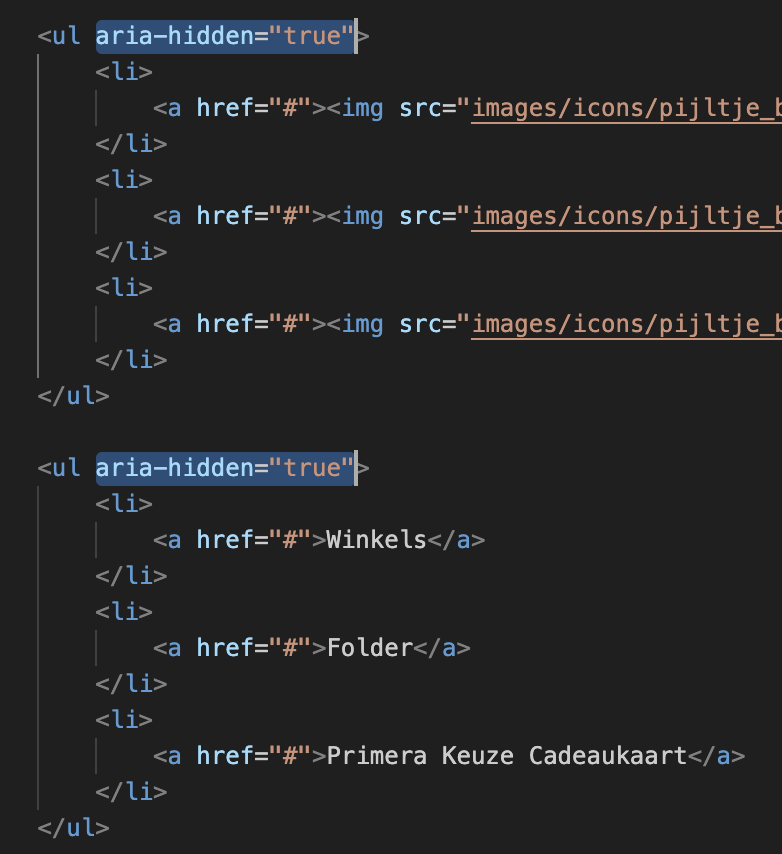 <ul aria-hidden="true">
<li>
<a href="#"><img src="images/icons/pijltje_b
</li>
<li>
<a href="#"><img src="images/icons/pijltje_b
</li>
<li>
<a href="#"><img src="images/icons/pijltje_b
</li>
</ul>
<ul aria-hidden="true">
<li>
<a href="#">Winkels</a>
</li>
<li>
<a href="#">Folder</a>
</li>
<li>
<a href="#">Primera Keuze Cadeaukaart</a>
</li>
</ul>